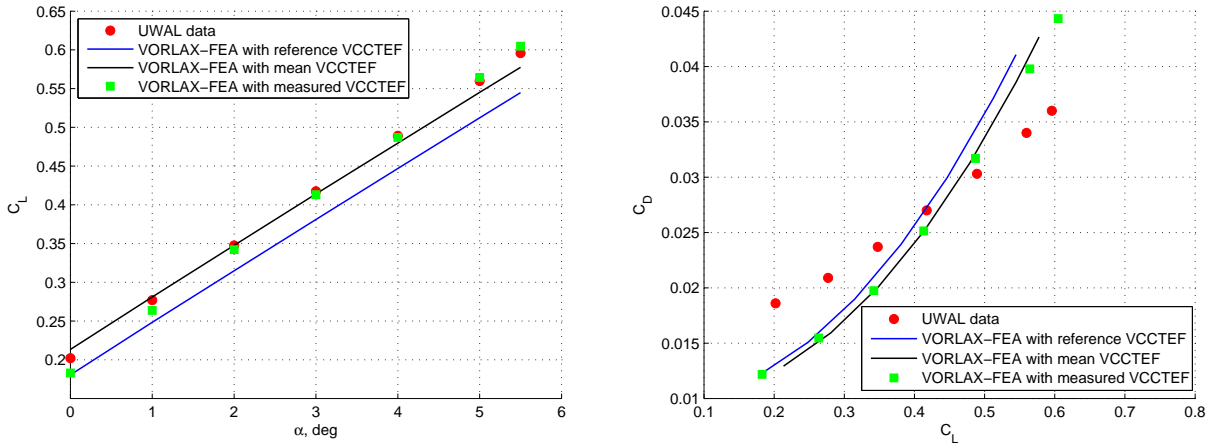 0.65
0.6
0.55
0.5
0.45
0.4
0.35
0.3
0.25
0.2
0 1 2 3 4 5 6
C_L
α, deg
UWAL data
VORLAX−FEA with reference VCCTEF
VORLAX−FEA with mean VCCTEF
VORLAX−FEA with measured VCCTEF
0.045
0.04
0.035
0.03
0.025
0.02
0.015
0.01
0.1 0.2 0.3 0.4 0.5 0.6 0.7 0.8
C_D
C_L
UWAL data
VORLAX−FEA with reference VCCTEF
VORLAX−FEA with mean VCCTEF
VORLAX−FEA with measured VCCTEF